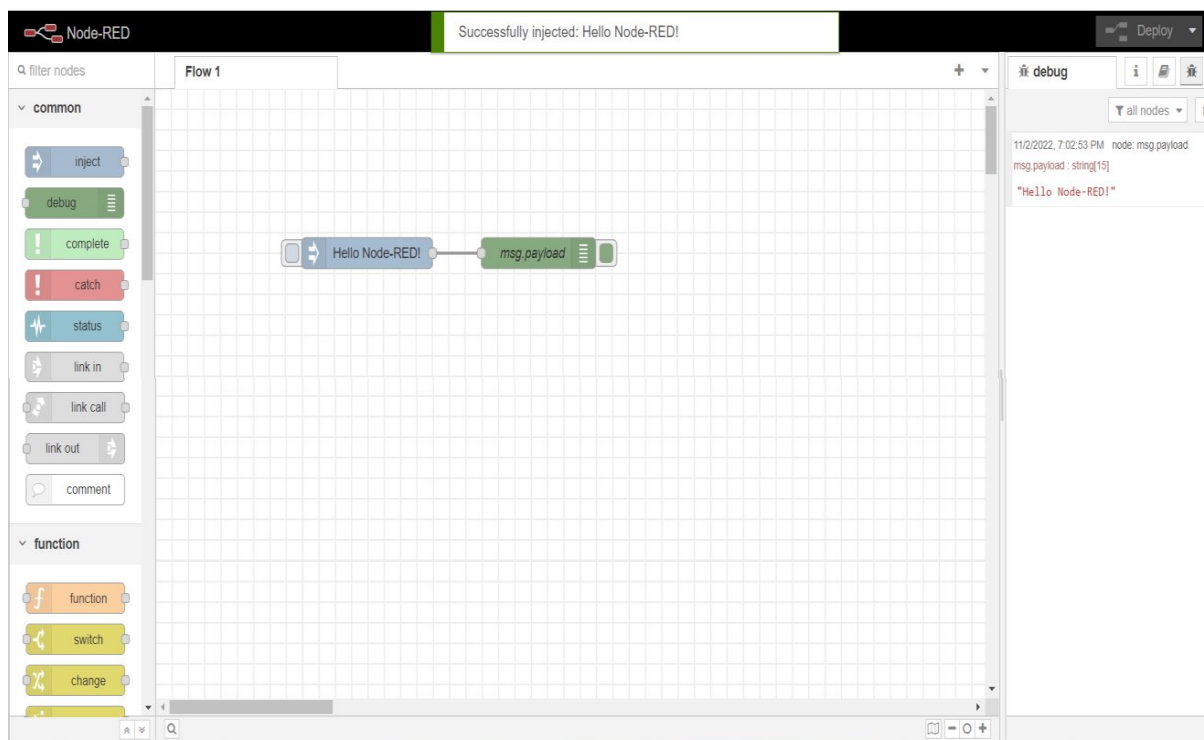 Node-RED
Successfully injected: Hello Node-RED!
Deploy
filter nodes
Flow 1
debug
i
common
all nodes
inject
debug
complete
catch
status
link in
link call
link out
comment
function
function
switch
change
Hello Node-RED!
msg.payload
11/2/2022, 7:02:53 PM node: msg.payload
msg.payload : string[15]
"Hello Node-RED!"